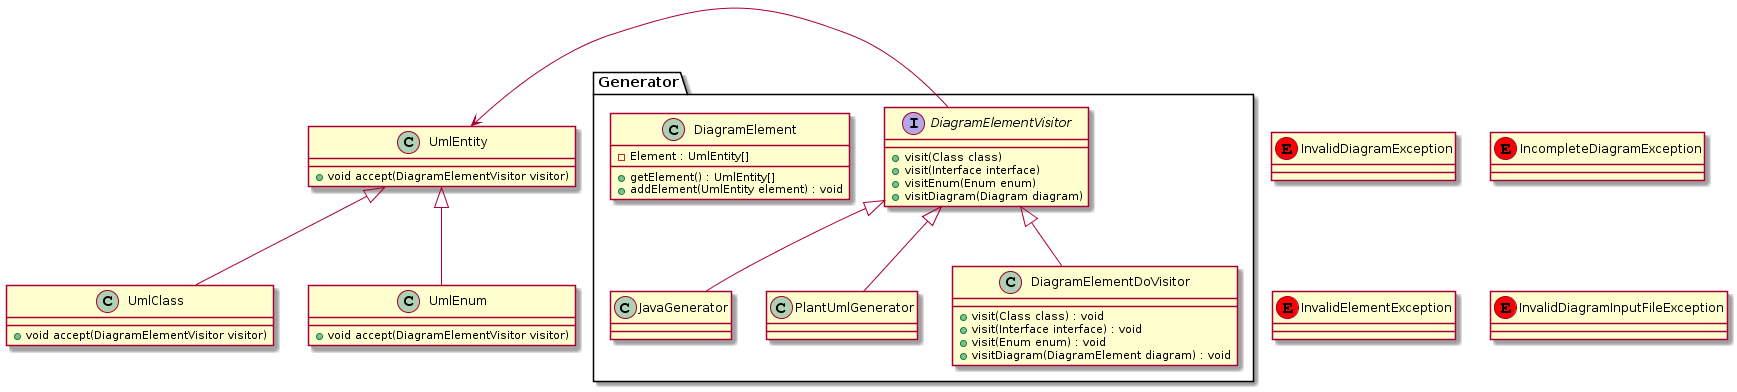 Generator
C UmlEntity
void accept(DiagramElementVisitor visitor)
C DiagramElement
Element : UmlEntity[]
getElement() : UmlEntity[]
addElement(UmlEntity element) : void
I DiagramElementVisitor
visit(Class class)
visit(Interface interface)
visitEnum(Enum enum)
visitDiagram(Diagram diagram)
E InvalidDiagramException
E IncompleteDiagramException
C UmlClass
void accept(DiagramElementVisitor visitor)
C UmlEnum
void accept(DiagramElementVisitor visitor)
C JavaGenerator
C PlantUmlGenerator
C DiagramElementDoVisitor
visit(Class class) : void
visit(Interface interface) : void
visit(Enum enum) : void
visitDiagram(DiagramElement diagram) : void
E InvalidElementException
E InvalidDiagramInputFileException